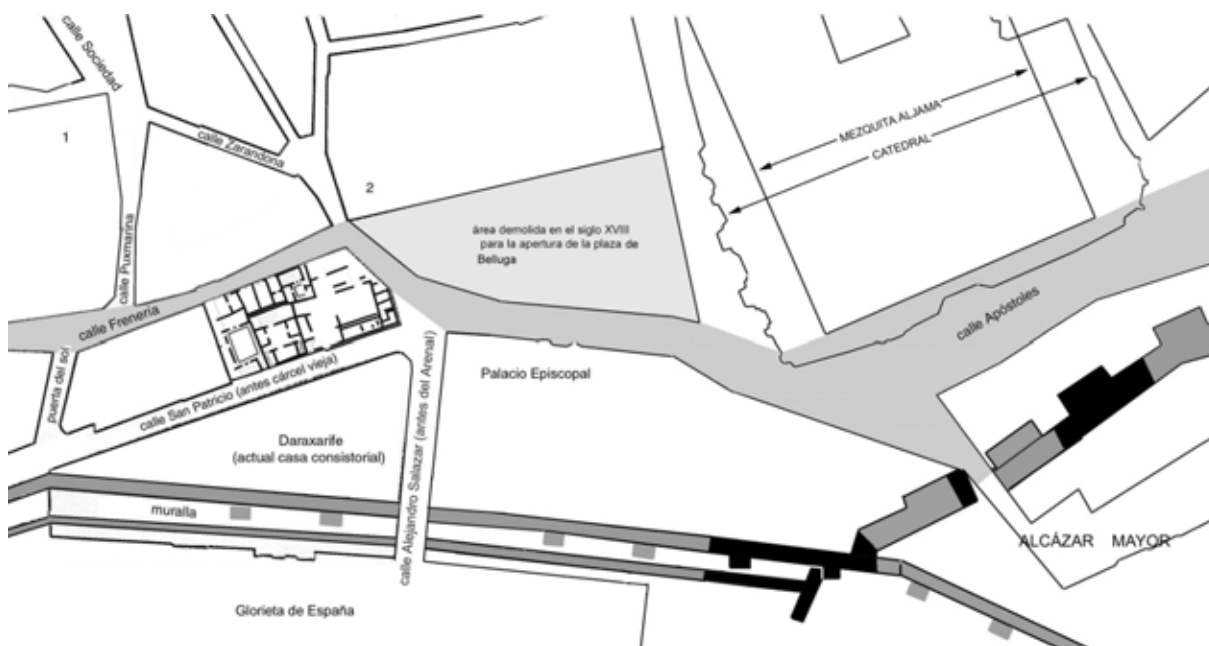 calle Sociedad
1
calle Zarandona
2
calle Puxmarina
MEZQUITA ALJAMA
CATEDRAL
área demolida en el siglo XVIII
para la apertura de la plaza de
Belluga
calle Frenería
calle Apóstoles
puerta del sol
calle San Patricio (antes cárcel vieja)
calle Alejandro Salazar (antes del Arenal)
Palacio Episcopal
Daraxarife
(actual casa consistorial)
muralla
ALCÁZAR MAYOR
Glorieta de España